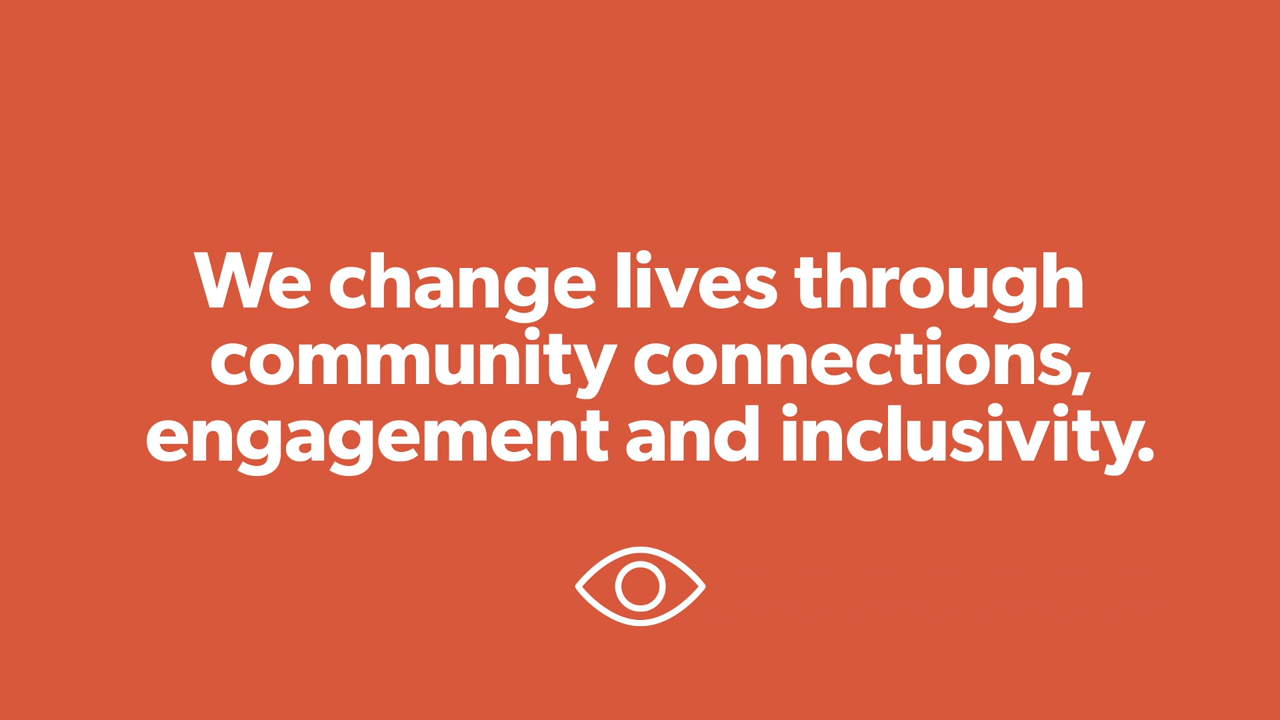 We change lives through
community connections,
engagement and inclusivity.